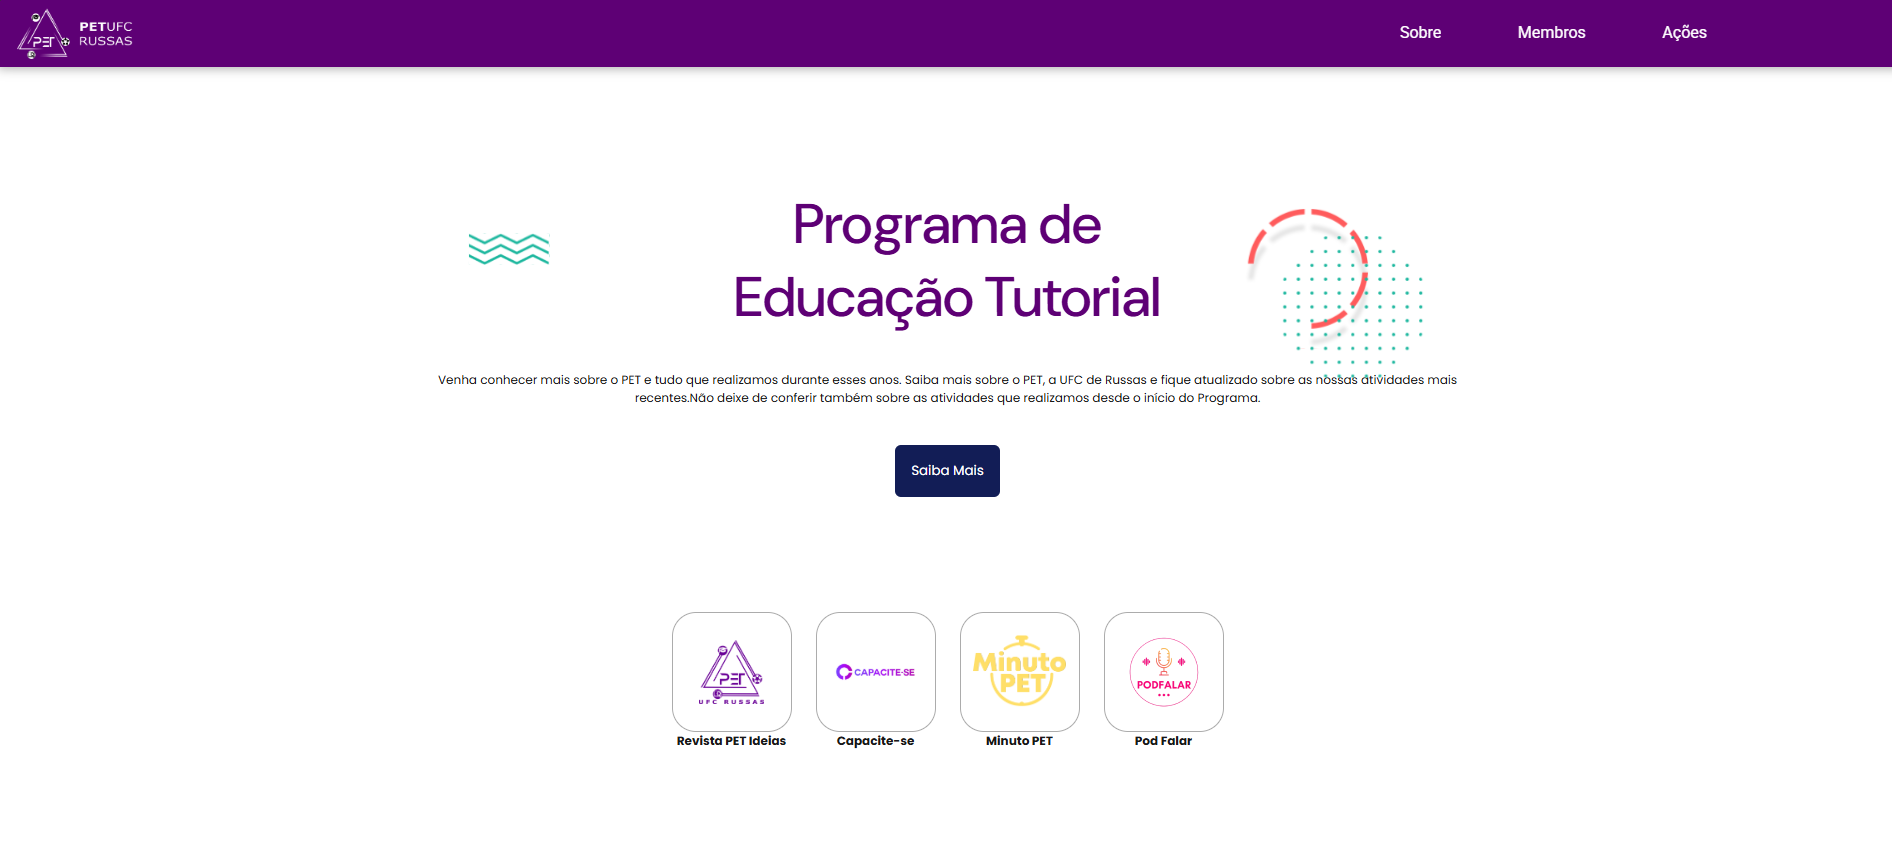 PET
PETUFC
RUSSAS
Sobre
Membros
Ações
Programa de
Educação Tutorial
Venha conhecer mais sobre o PET e tudo que realizamos durante esses anos. Saiba mais sobre o PET, a UFC de Russas e fique atualizado sobre as nossas atividades mais
recentes.Não deixe de conferir também sobre as atividades que realizamos desde o início do Programa.
Saiba Mais
PET
UFC RUSSAS
CAPACITE-SE
Minuto
PET
PODFALAR
Revista PET Ideias
Capacite-se
Minuto PET
Pod Falar